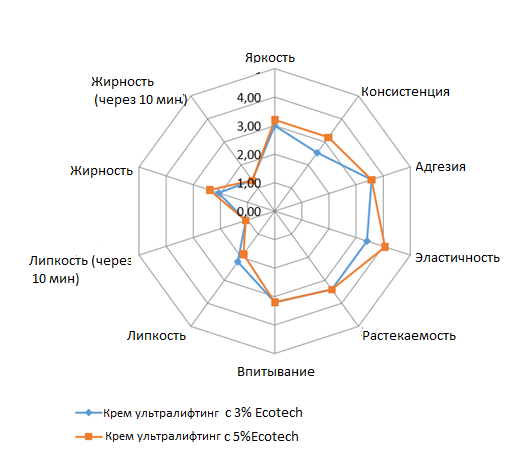 Яркость
Жирность
(через 10 мин)
Консистенция
4,00
3,00
Жирность
2,00
Адгезия
1,00
0,00
Липкость (через
10 мин)
Эластичность
Липкость
Растекаемость
Впитывание
Крем ультралифтинг с 3% Ecotech
Крем ультралифтинг с 5%Ecotech